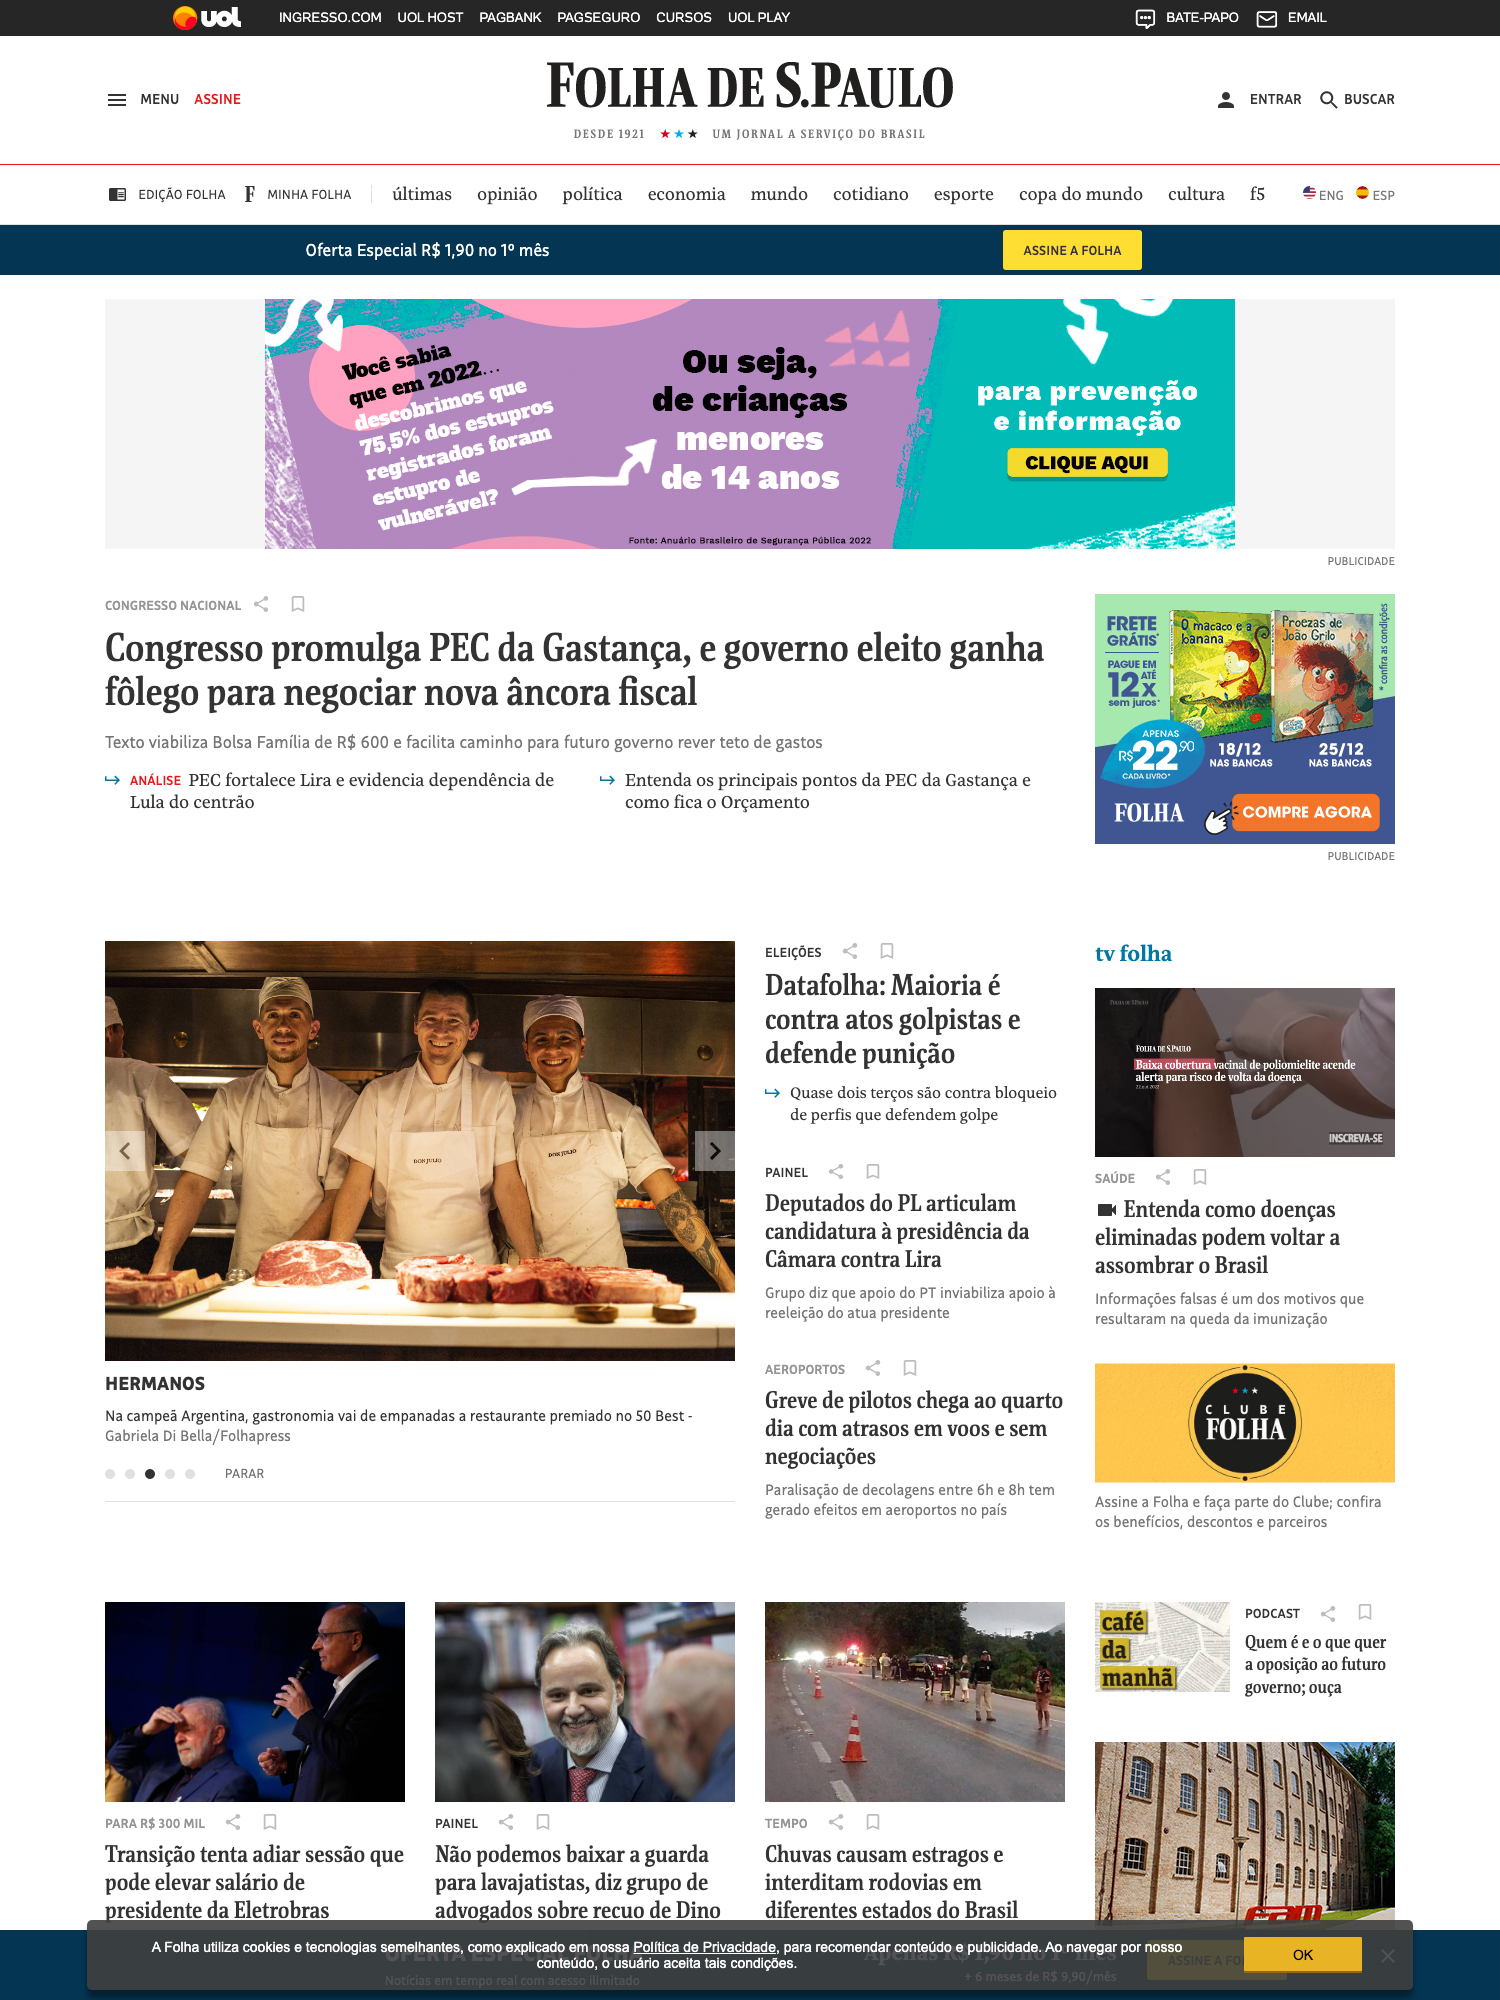 uol
INGRESSO.COM UOL HOST PAGBANK PAGSEGURO CURSOS UOL PLAY
BATE-PAPO EMAIL
MENU ASSINE
FOLHA DE S.PAULO
DESDE 1921 ★★★ UM JORNAL A SERVIÇO DO BRASIL
ENTRAR BUSCAR
EDIÇÃO FOLHA F MINHA FOLHA
últimas opinião política economia mundo cotidiano esporte copa do mundo cultura f5
ENG ESP
Oferta Especial R$ 1,90 no 1º mês
ASSINE A FOLHA
Você sabia
que em 2022...
descobrimos que
75,5% dos estupros
registrados foram
estupro de
vulnerável?
Ou seja,
de crianças
menores
de 14 anos
Fonte: Anuário Brasileiro de Segurança Pública 2022
para prevenção
e informação
CLIQUE AQUI
PUBLICIDADE
CONGRESSO NACIONAL
Congresso promulga PEC da Gastança, e governo eleito ganha
fôlego para negociar nova âncora fiscal
Texto viabiliza Bolsa Família de R$ 600 e facilita caminho para futuro governo rever teto de gastos
ANÁLISE PEC fortalece Lira e evidencia dependência de
Lula do centrão
Entenda os principais pontos da PEC da Gastança e
como fica o Orçamento
FRETE
GRÁTIS*
PAGUE EM
ATÉ
12x
sem juros*
O macaco e a
banana
Proezas de
João Grilo
* confira as condições
APENAS
R$22,90
CADA LIVRO*
18/12
NAS BANCAS
25/12
NAS BANCAS
FOLHA
COMPRE AGORA
PUBLICIDADE
DON JULIO
DON JULIO
HERMANOS
Na campeã Argentina, gastronomia vai de empanadas a restaurante premiado no 50 Best -
Gabriela Di Bella/Folhapress
PARAR
ELEIÇÕES
Datafolha: Maioria é
contra atos golpistas e
defende punição
Quase dois terços são contra bloqueio
de perfis que defendem golpe
PAINEL
Deputados do PL articulam
candidatura à presidência da
Câmara contra Lira
Grupo diz que apoio do PT inviabiliza apoio à
reeleição do atua presidente
AEROPORTOS
Greve de pilotos chega ao quarto
dia com atrasos em voos e sem
negociações
Paralisação de decolagens entre 6h e 8h tem
gerado efeitos em aeroportos no país
tv folha
FOLHA DE S.PAULO
FOLHA DE S.PAULO
Baixa cobertura vacinal de poliomielite acende
alerta para risco de volta da doença
INSCREVA-SE
SAÚDE
Entenda como doenças
eliminadas podem voltar a
assombrar o Brasil
Informações falsas é um dos motivos que
resultaram na queda da imunização
CLUBE
FOLHA
Assine a Folha e faça parte do Clube; confira
os benefícios, descontos e parceiros
PARA R$ 300 MIL
Transição tenta adiar sessão que
pode elevar salário de
presidente da Eletrobras
PAINEL
Não podemos baixar a guarda
para lavajatistas, diz grupo de
advogados sobre recuo de Dino
TEMPO
Chuvas causam estragos e
interditam rodovias em
diferentes estados do Brasil
café
da
manhã
PODCAST
Quem é e o que quer
a oposição ao futuro
governo; ouça
A Folha utiliza cookies e tecnologias semelhantes, como explicado em nossa Política de Privacidade, para recomendar conteúdo e publicidade. Ao navegar por nosso
conteúdo, o usuário aceita tais condições.
OK
Notícias em tempo real com acesso ilimitado
+ 6 meses de R$ 9,90/mês
ASSINE A FO